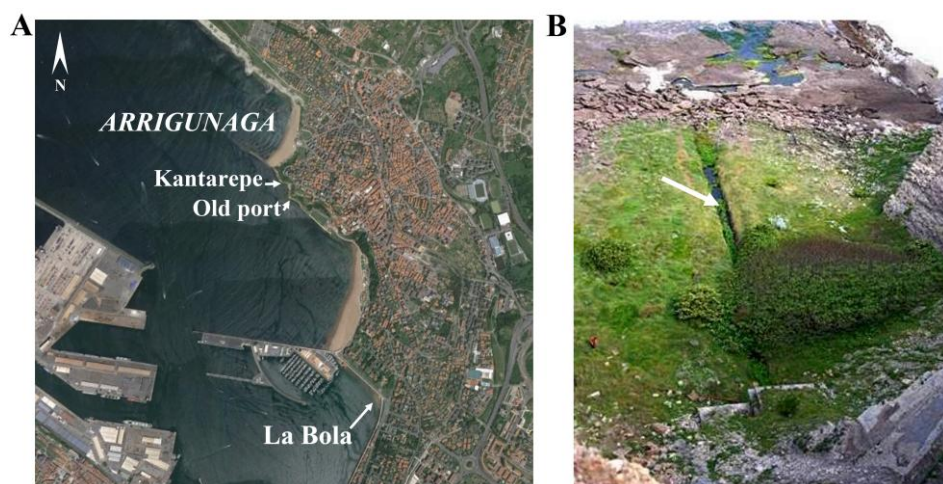 A
N
ARRIGUNAGA
Kantarepe
Old port
La Bola
B